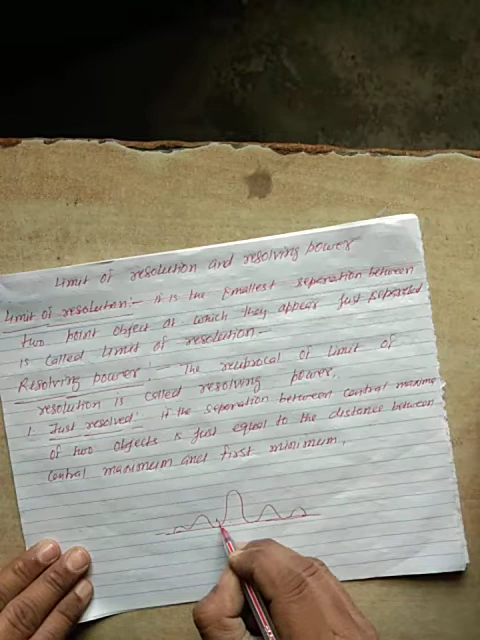 Limit of resolution and resolving power
Limit of resolution:- it is the smallest seperation between
two point object at which they appear just seperated
is called limit of resolution-
Resolving power:- The reciprocal of limit of
resolution is called resolving power.
1. Just resolved: if the seperation between central maxima
of two objects is just equal to the distance between
central maximum and first minimum.